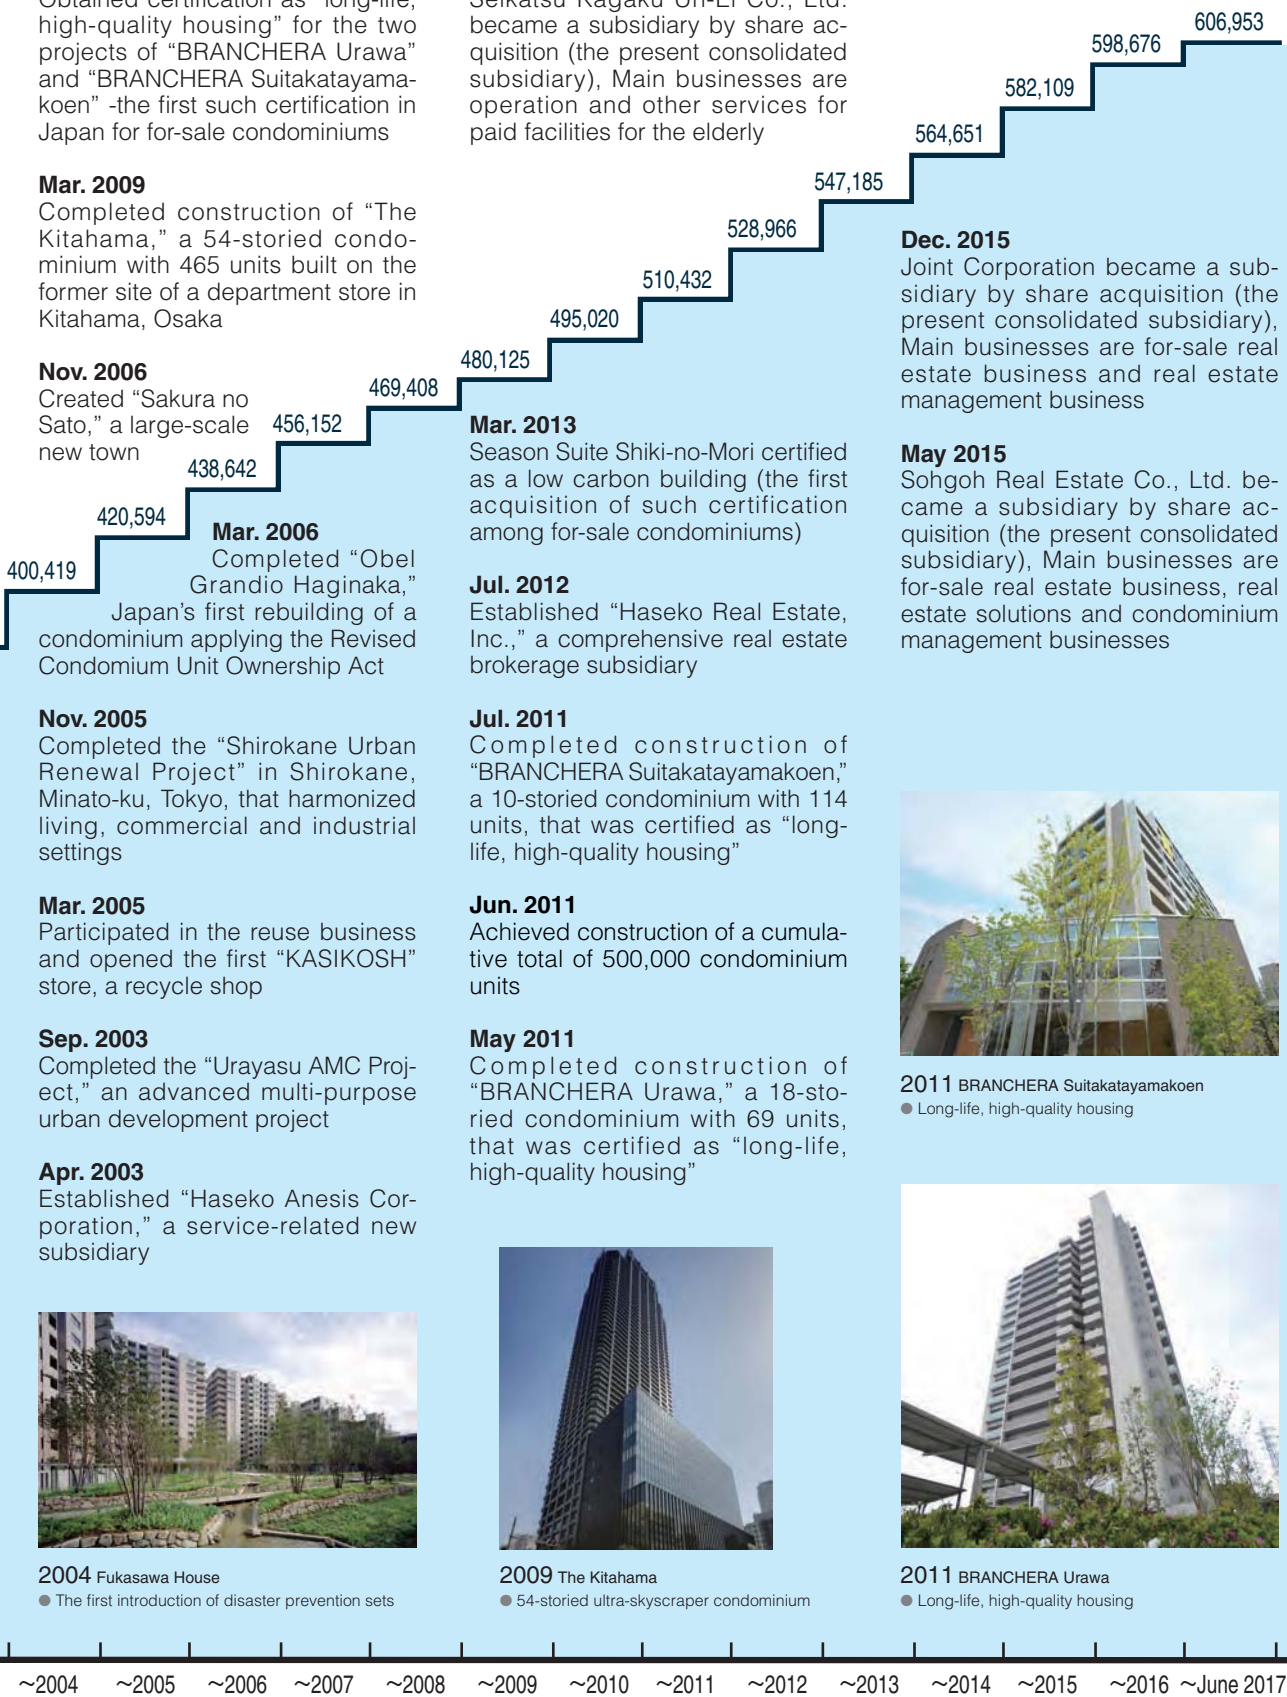 Obtained certification as “long-life,
high-quality housing” for the two
projects of “BRANCHERA Urawa”
and “BRANCHERA Suitakatayama-
koen” -the first such certification in
Japan for for-sale condominiums
Mar. 2009
Completed construction of “The
Kitahama,” a 54-storied condo-
minium with 465 units built on the
former site of a department store in
Kitahama, Osaka
Nov. 2006
Created “Sakura no
Sato,” a large-scale
new town
Mar. 2006
Completed “Obel
Grandio Haginaka,”
Japan’s first rebuilding of a
condominium applying the Revised
Condomium Unit Ownership Act
Nov. 2005
Completed the “Shirokane Urban
Renewal Project” in Shirokane,
Minato-ku, Tokyo, that harmonized
living, commercial and industrial
settings
Mar. 2005
Participated in the reuse business
and opened the first “KASIKOSH”
store, a recycle shop
Sep. 2003
Completed the “Urayasu AMC Proj-
ect,” an advanced multi-purpose
urban development project
Apr. 2003
Established “Haseko Anesis Cor-
poration,” a service-related new
subsidiary
2004 Fukasawa House
● The first introduction of disaster prevention sets
Seikatsu Kagaku Un-Ei Co., Ltd.
became a subsidiary by share ac-
quisition (the present consolidated
subsidiary), Main businesses are
operation and other services for
paid facilities for the elderly
Mar. 2013
Season Suite Shiki-no-Mori certified
as a low carbon building (the first
acquisition of such certification
among for-sale condominiums)
Jul. 2012
Established “Haseko Real Estate,
Inc.,” a comprehensive real estate
brokerage subsidiary
Jul. 2011
Completed construction of
“BRANCHERA Suitakatayamakoen,”
a 10-storied condominium with 114
units, that was certified as “long-
life, high-quality housing”
Jun. 2011
Achieved construction of a cumula-
tive total of 500,000 condominium
units
May 2011
Completed construction of
“BRANCHERA Urawa,” a 18-sto-
ried condominium with 69 units,
that was certified as “long-life,
high-quality housing”
2009 The Kitahama
● 54-storied ultra-skyscraper condominium
Dec. 2015
Joint Corporation became a sub-
sidiary by share acquisition (the
present consolidated subsidiary),
Main businesses are for-sale real
estate business and real estate
management business
May 2015
Sohgoh Real Estate Co., Ltd. be-
came a subsidiary by share ac-
quisition (the present consolidated
subsidiary), Main businesses are
for-sale real estate business, real
estate solutions and condominium
management businesses
2011 BRANCHERA Suitakatayamakoen
● Long-life, high-quality housing
2011 BRANCHERA Urawa
● Long-life, high-quality housing
400,419
420,594
438,642
456,152
469,408
480,125
495,020
510,432
528,966
547,185
564,651
582,109
598,676
606,953
～2004 ～2005 ～2006 ～2007 ～2008 ～2009 ～2010 ～2011 ～2012 ～2013 ～2014 ～2015 ～2016 ～June 2017